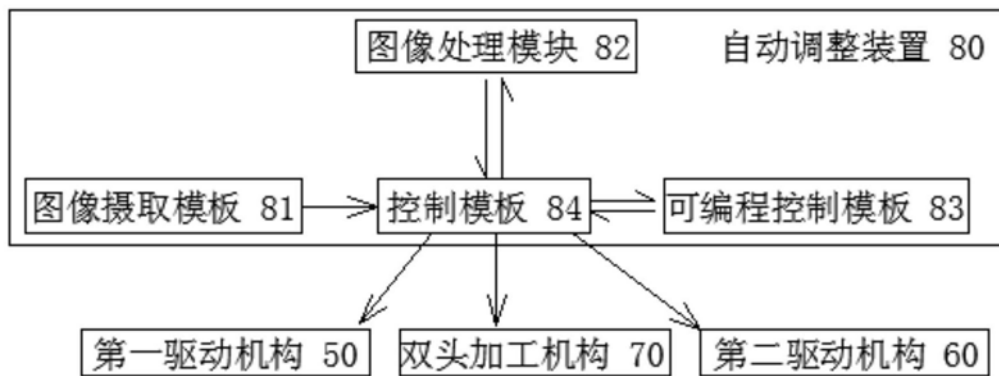 图像处理模块 82
自动调整装置 80
图像摄取模板 81
控制模板 84
可编程控制模板 83
第一驱动机构 50
双头加工机构 70
第二驱动机构 60